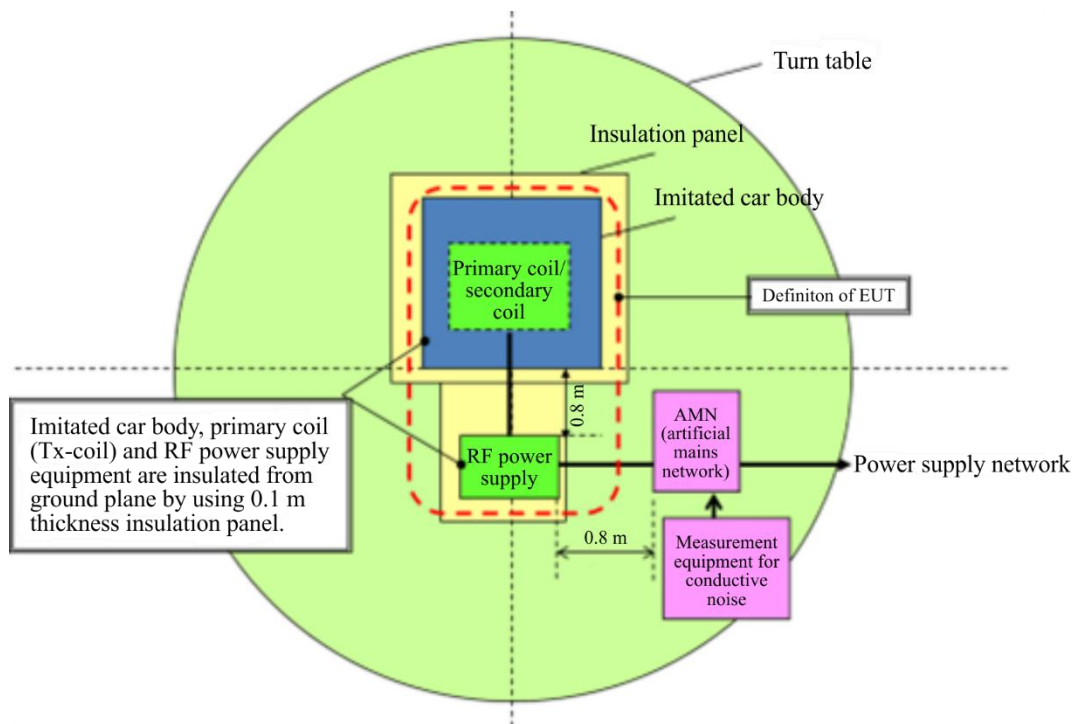 Turn table
Insulation panel
Imitated car body
Primary coil/
secondary
coil
Definiton of EUT
0.8 m
Imitated car body, primary coil
(Tx-coil) and RF power supply
equipment are insulated from
ground plane by using 0.1 m
thickness insulation panel.
RF power
supply
AMN
(artificial
mains
network)
Power supply network
0.8 m
Measurement
equipment for
conductive
noise